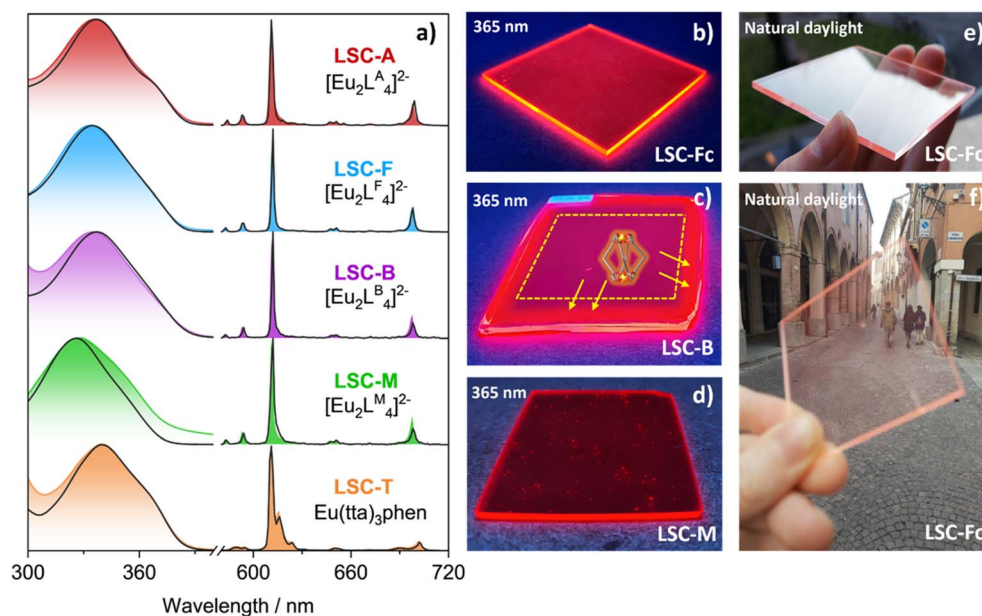 a)
LSC-A
[Eu₂Lᴬ₄]²⁻
LSC-F
[Eu₂Lᶠ₄]²⁻
LSC-B
[Eu₂Lᴮ₄]²⁻
LSC-M
[Eu₂Lᴹ₄]²⁻
LSC-T
Eu(tta)₃phen
300
360
600
660
720
Wavelength / nm
365 nm
b)
LSC-Fc
365 nm
c)
LSC-B
365 nm
d)
LSC-M
Natural daylight
e)
LSC-Fc
Natural daylight
f)
LSC-Fc